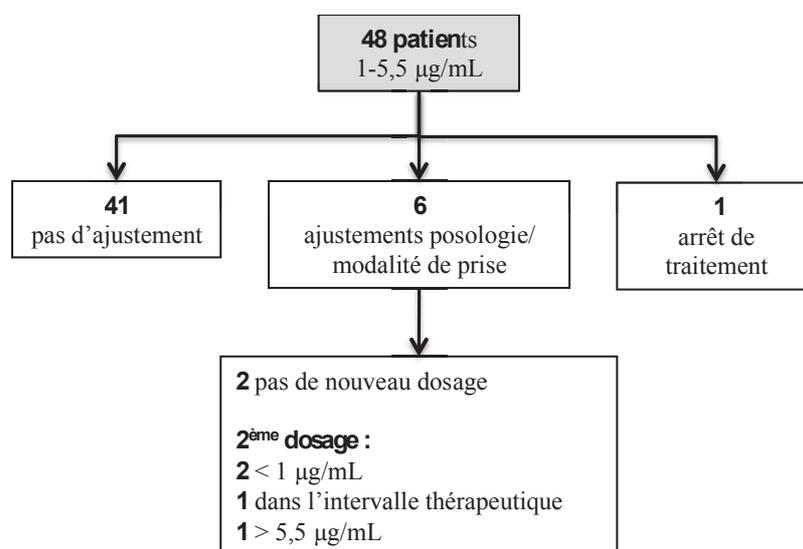 48 patients
1-5,5 µg/mL
41
pas d’ajustement
6
ajustements posologie/
modalité de prise
1
arrêt de
traitement
2 pas de nouveau dosage
2ème dosage :
2 < 1 µg/mL
1 dans l’intervalle thérapeutique
1 > 5,5 µg/mL